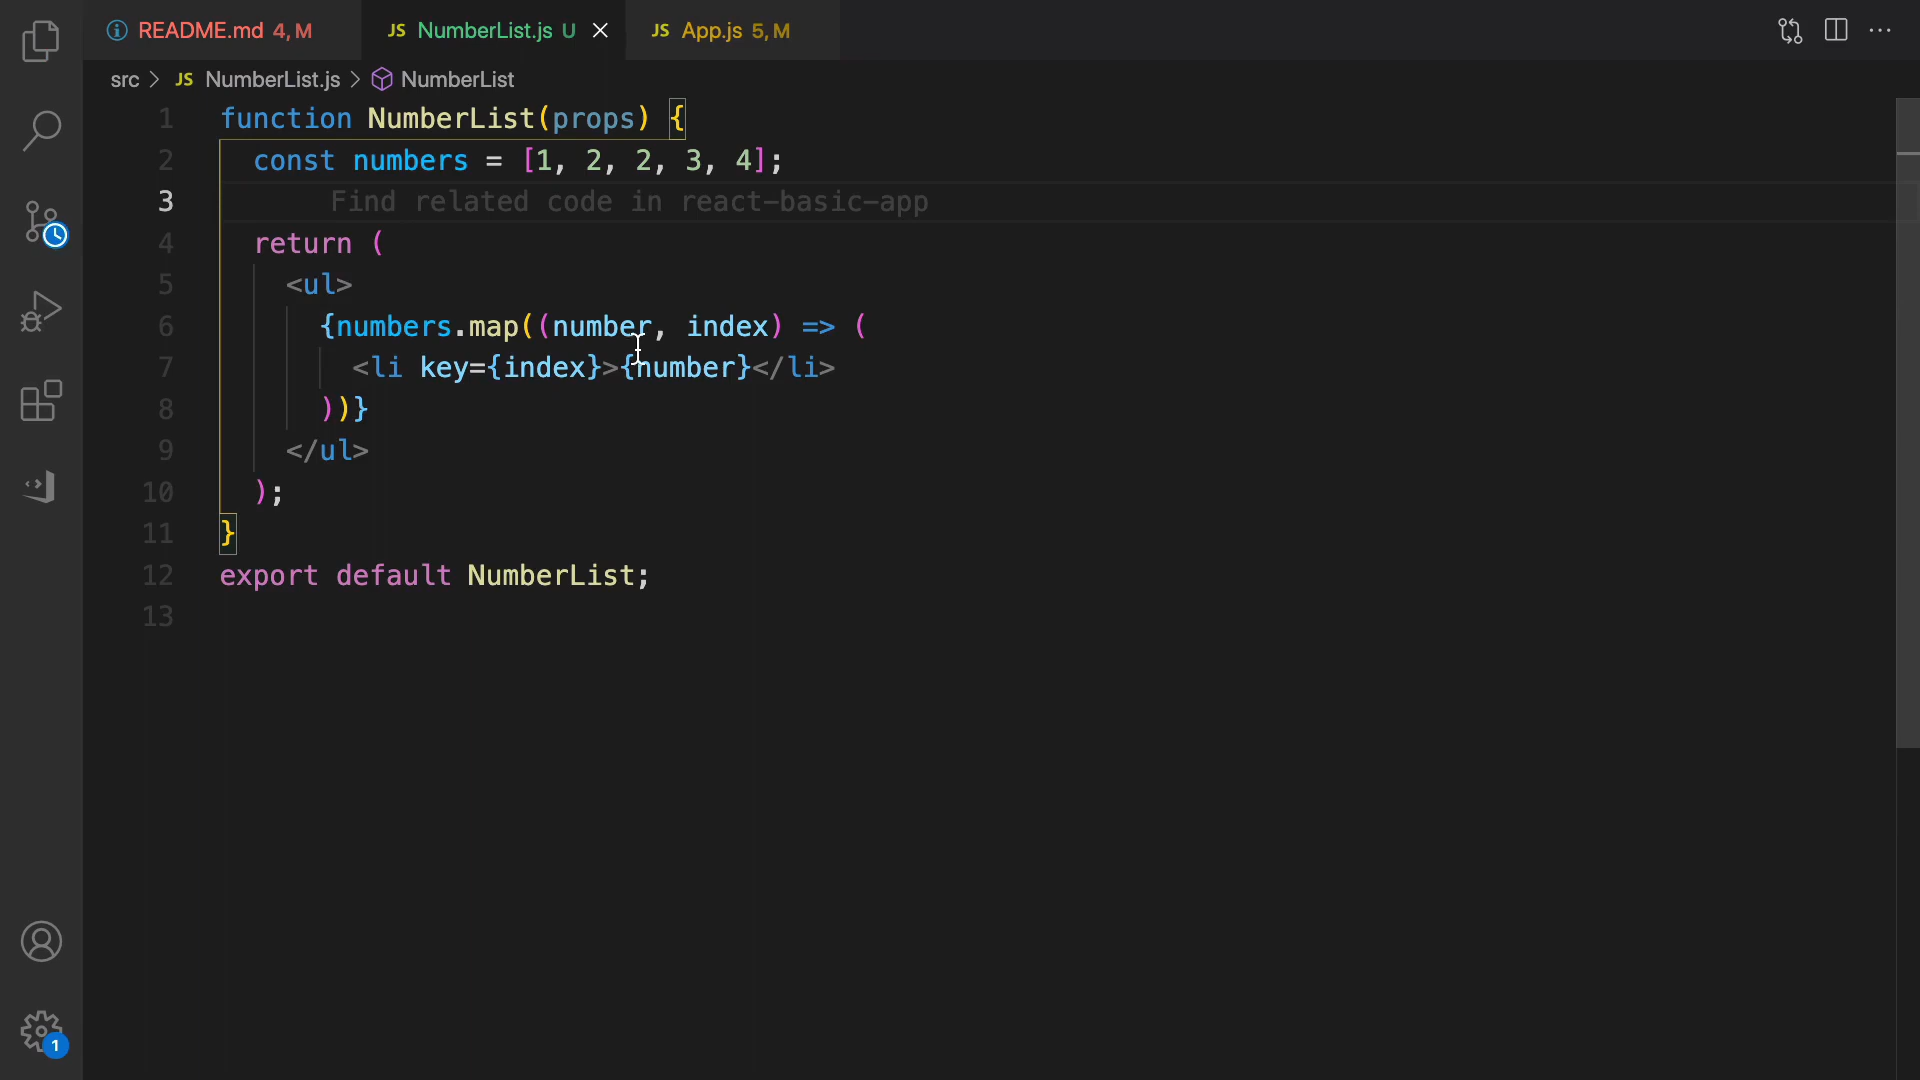 README.md 4, M
JS NumberList.js U
JS App.js 5, M
src > JS NumberList.js > NumberList
1 function NumberList(props) {
2 const numbers = [1, 2, 2, 3, 4];
3 Find related code in react-basic-app
4 return (
5 <ul>
6 {numbers.map((number, index) => (
7 <li key={index}>{number}</li>
8 ))}
9 </ul>
10 );
11 }
12 export default NumberList;
13
1